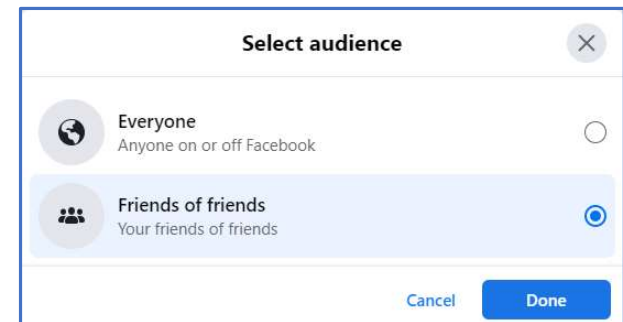 Select audience
Everyone
Anyone on or off Facebook
Friends of friends
Your friends of friends
Cancel
Done